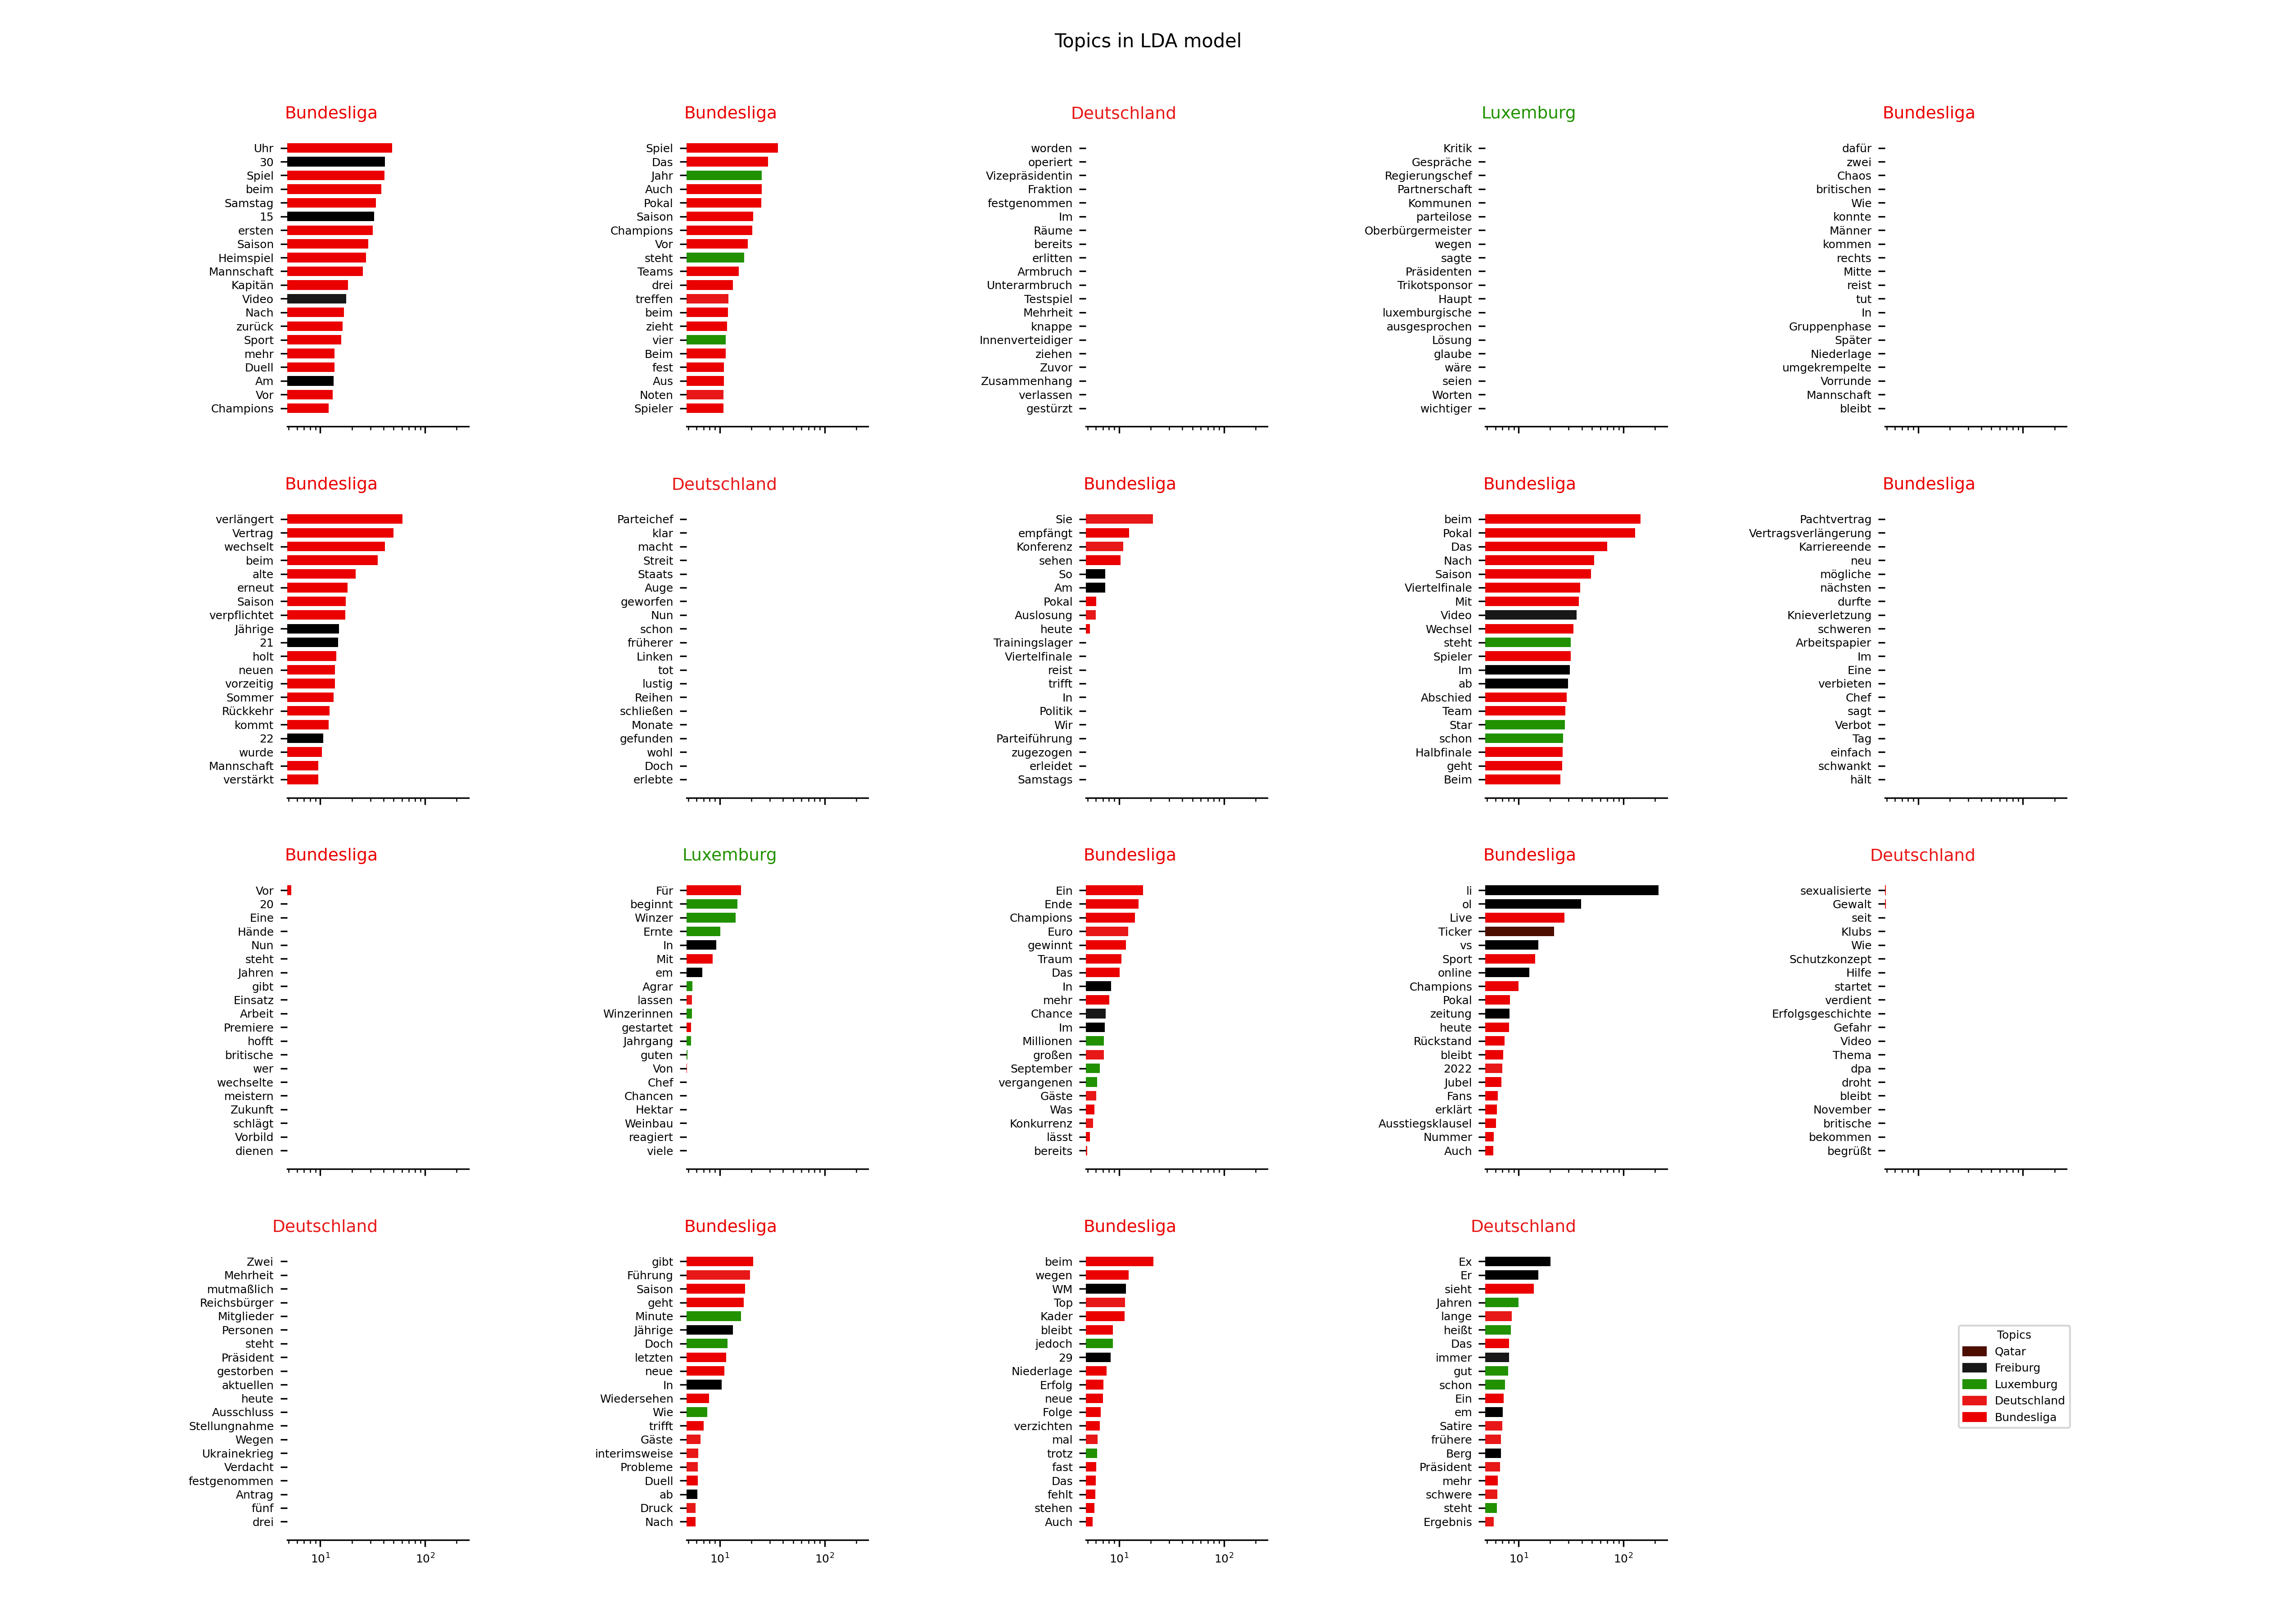 Topics in LDA model
Bundesliga
Uhr
30
Spiel
beim
Samstag
15
ersten
Saison
Heimspiel
Mannschaft
Kapitän
Video
Nach
zurück
Sport
mehr
Duell
Am
Vor
Champions
Bundesliga
Spiel
Das
Jahr
Auch
Pokal
Saison
Champions
Vor
steht
Teams
drei
treffen
beim
zieht
vier
Beim
fest
Aus
Noten
Spieler
Deutschland
worden
operiert
Vizepräsidentin
Fraktion
festgenommen
Im
Räume
bereits
erlitten
Armbruch
Unterarmbruch
Testspiel
Mehrheit
knappe
Innenverteidiger
ziehen
Zuvor
Zusammenhang
verlassen
gestürzt
Luxemburg
Kritik
Gespräche
Regierungschef
Partnerschaft
Kommunen
parteilose
Oberbürgermeister
wegen
sagte
Präsidenten
Trikotsponsor
Haupt
luxemburgische
ausgesprochen
Lösung
glaube
wäre
seien
Worten
wichtiger
Bundesliga
dafür
zwei
Chaos
britischen
Wie
konnte
Männer
kommen
rechts
Mitte
reist
tut
In
Gruppenphase
Später
Niederlage
umgekrempelte
Vorrunde
Mannschaft
bleibt
Bundesliga
verlängert
Vertrag
wechselt
beim
alte
erneut
Saison
verpflichtet
Jährige
21
holt
neuen
vorzeitig
Sommer
Rückkehr
kommt
22
wurde
Mannschaft
verstärkt
Deutschland
Parteichef
klar
macht
Streit
Staats
Auge
geworfen
Nun
schon
früherer
Linken
tot
lustig
Reihen
schließen
Monate
gefunden
wohl
Doch
erlebte
Bundesliga
Sie
empfängt
Konferenz
sehen
So
Am
Pokal
Auslosung
heute
Trainingslager
Viertelfinale
reist
trifft
In
Politik
Wir
Parteiführung
zugezogen
erleidet
Samstags
Bundesliga
beim
Pokal
Das
Nach
Saison
Viertelfinale
Mit
Video
Wechsel
steht
Spieler
Im
ab
Abschied
Team
Star
schon
Halbfinale
geht
Beim
Bundesliga
Pachtvertrag
Vertragsverlängerung
Karriereende
neu
mögliche
nächsten
durfte
Knieverletzung
schweren
Arbeitspapier
Im
Eine
verbieten
Chef
sagt
Verbot
Tag
einfach
schwankt
hält
Bundesliga
Vor
20
Eine
Hände
Nun
steht
Jahren
gibt
Einsatz
Arbeit
Premiere
hofft
britische
wer
wechselte
meistern
Zukunft
schlägt
Vorbild
dienen
Luxemburg
Für
beginnt
Winzer
Ernte
In
Mit
em
Agrar
lassen
Winzerinnen
gestartet
Jahrgang
guten
Von
Chef
Chancen
Hektar
Weinbau
reagiert
viele
Bundesliga
Ein
Ende
Champions
Euro
gewinnt
Traum
Das
In
mehr
Chance
Im
Millionen
großen
September
vergangenen
Gäste
Was
Konkurrenz
lässt
bereits
Bundesliga
li
ol
Live
Ticker
vs
Sport
online
Champions
Pokal
zeitung
heute
Rückstand
bleibt
2022
Jubel
Fans
erklärt
Ausstiegsklausel
Nummer
Auch
Deutschland
sexualisierte
Gewalt
seit
Klubs
Wie
Schutzkonzept
Hilfe
startet
verdient
Erfolgsgeschichte
Gefahr
Video
Thema
dpa
droht
bleibt
November
britische
bekommen
begrüßt
Deutschland
Zwei
Mehrheit
mutmaßlich
Reichsbürger
Mitglieder
Personen
steht
Präsident
gestorben
aktuellen
heute
Ausschluss
Stellungnahme
Wegen
Ukrainekrieg
Verdacht
festgenommen
Antrag
fünf
drei
10¹ 10²
Bundesliga
gibt
Führung
Saison
geht
Minute
Jährige
Doch
letzten
neue
In
Wiedersehen
Wie
trifft
Gäste
interimsweise
Probleme
Duell
ab
Druck
Nach
10¹ 10²
Bundesliga
beim
wegen
WM
Top
Kader
bleibt
jedoch
29
Niederlage
Erfolg
neue
Folge
verzichten
mal
trotz
fast
Das
fehlt
stehen
Auch
10¹ 10²
Deutschland
Ex
Er
sieht
Jahren
lange
heißt
Das
immer
gut
schon
Ein
em
Satire
frühere
Berg
Präsident
mehr
schwere
steht
Ergebnis
10¹ 10²
Topics
Qatar
Freiburg
Luxemburg
Deutschland
Bundesliga